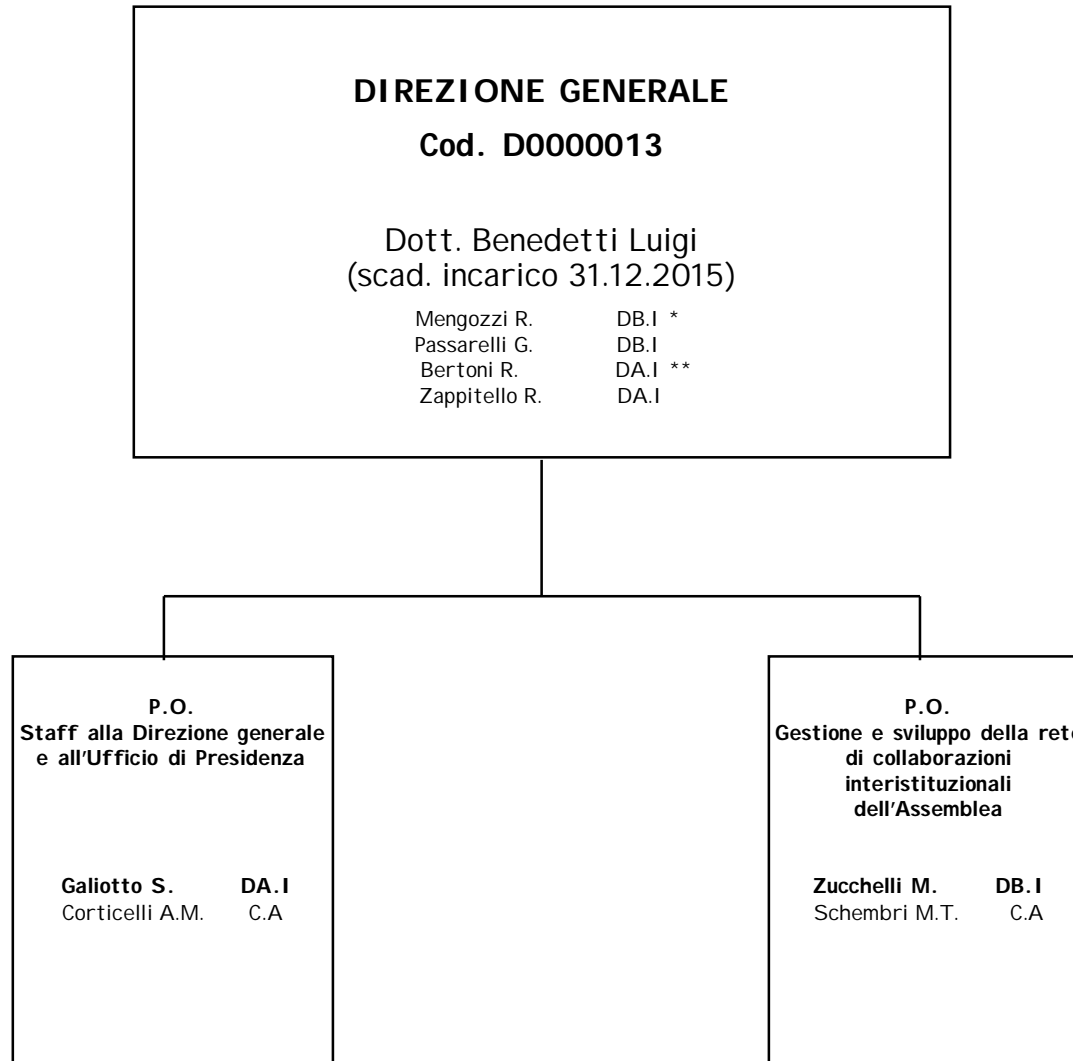 DIREZIONE GENERALE
Cod. D0000013
Dott. Benedetti Luigi
(scad. incarico 31.12.2015)
Mengozzi R. DB.I *
Passarelli G. DB.I
Bertoni R. DA.I **
Zappitello R. DA.I
P.O.
Staff alla Direzione generale
e all'Ufficio di Presidenza
Galiotto S. DA.I
Corticelli A.M. C.A
P.O.
Gestione e sviluppo della rete
di collaborazioni
interistituzionali
dell'Assemblea
Zucchelli M. DB.I
Schembri M.T. C.A